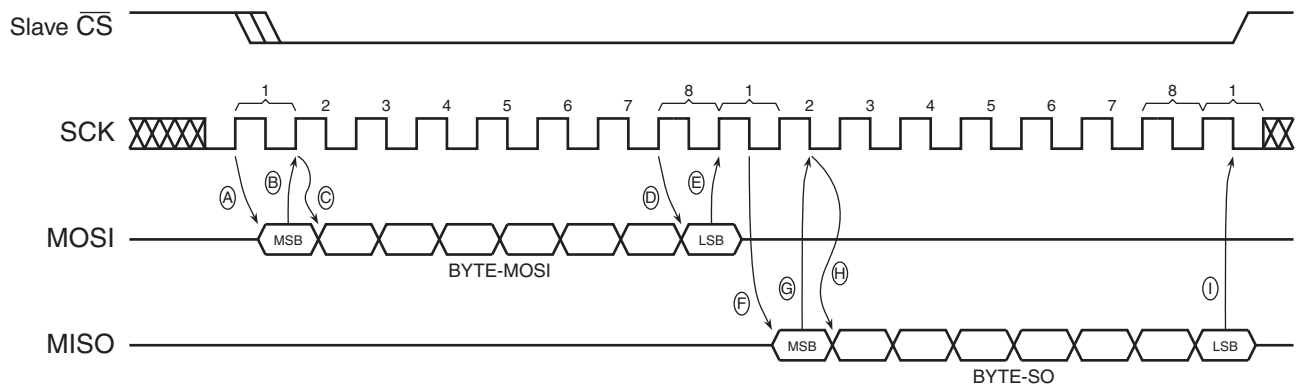 Slave CS
1 2 3 4 5 6 7 8 1 2 3 4 5 6 7 8 1
SCK
A B C D E
MOSI MSB LSB
BYTE-MOSI
F G H I
MISO MSB LSB
BYTE-SO